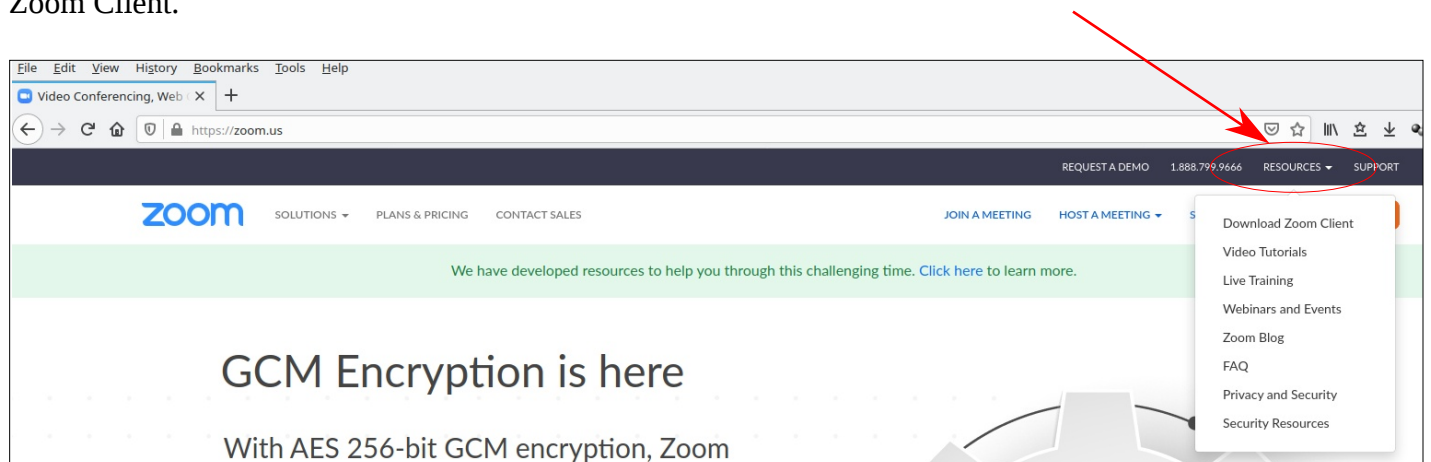 Zoom Client.
File Edit View History Bookmarks Tools Help
Video Conferencing, Web
https://zoom.us
REQUEST A DEMO 1.888.799.9666 RESOURCES SUPPORT
zoom SOLUTIONS PLANS & PRICING CONTACT SALES JOIN A MEETING HOST A MEETING S
Download Zoom Client
Video Tutorials
Live Training
Webinars and Events
Zoom Blog
FAQ
Privacy and Security
Security Resources
We have developed resources to help you through this challenging time. Click here to learn more.
GCM Encryption is here
With AES 256-bit GCM encryption, Zoom